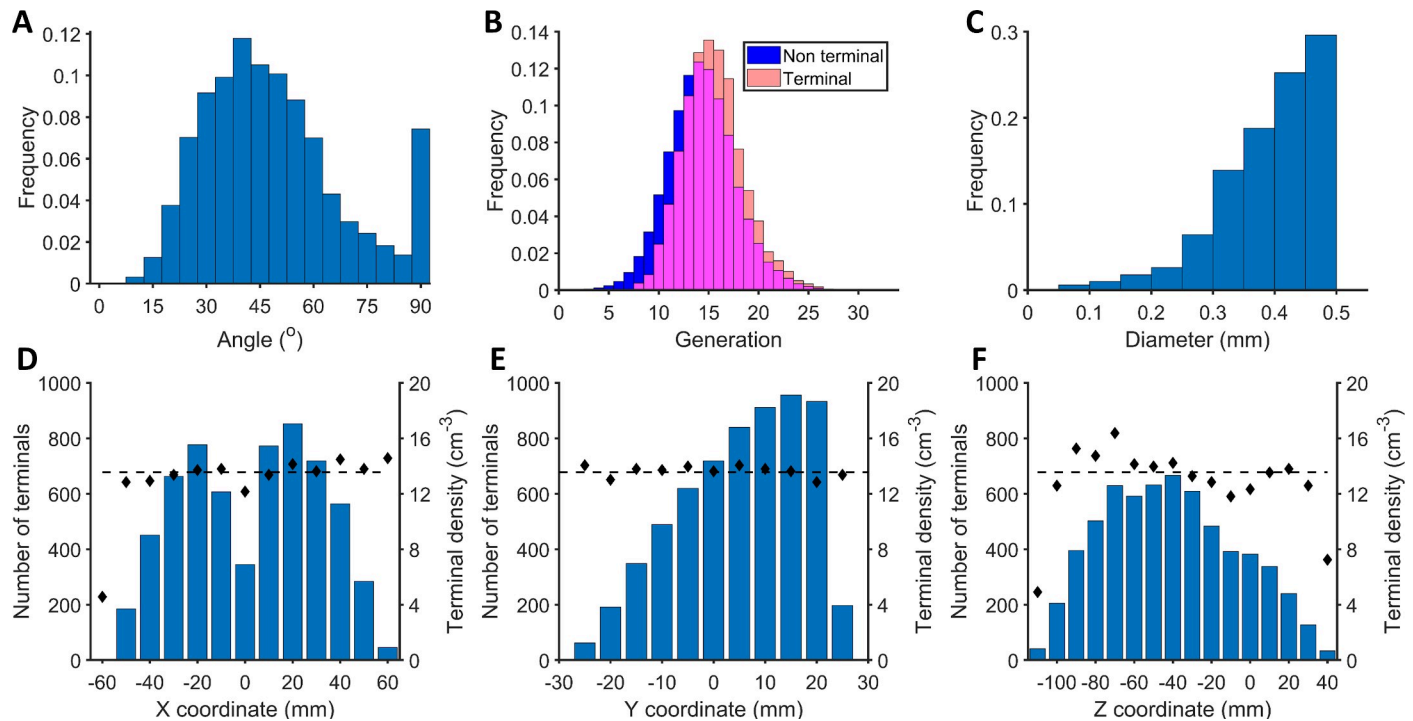 A
Frequency
0.12
0.1
0.08
0.06
0.04
0.02
0
0 15 30 45 60 75 90
Angle (o)
B
Frequency
0.14
0.12
0.1
0.08
0.06
0.04
0.02
0
0 5 10 15 20 25 30
Generation
Non terminal
Terminal
C
Frequency
0.3
0.2
0.1
0
0 0.1 0.2 0.3 0.4 0.5
Diameter (mm)
D
Number of terminals
1000
800
600
400
200
0
-60 -40 -20 0 20 40 60
X coordinate (mm)
20
16
12
8
4
0
Terminal density (cm-3)
E
Number of terminals
1000
800
600
400
200
0
-30 -20 -10 0 10 20 30
Y coordinate (mm)
20
16
12
8
4
0
Terminal density (cm-3)
F
Number of terminals
1000
800
600
400
200
0
-100 -80 -60 -40 -20 0 20 40
Z coordinate (mm)
20
16
12
8
4
0
Terminal density (cm-3)